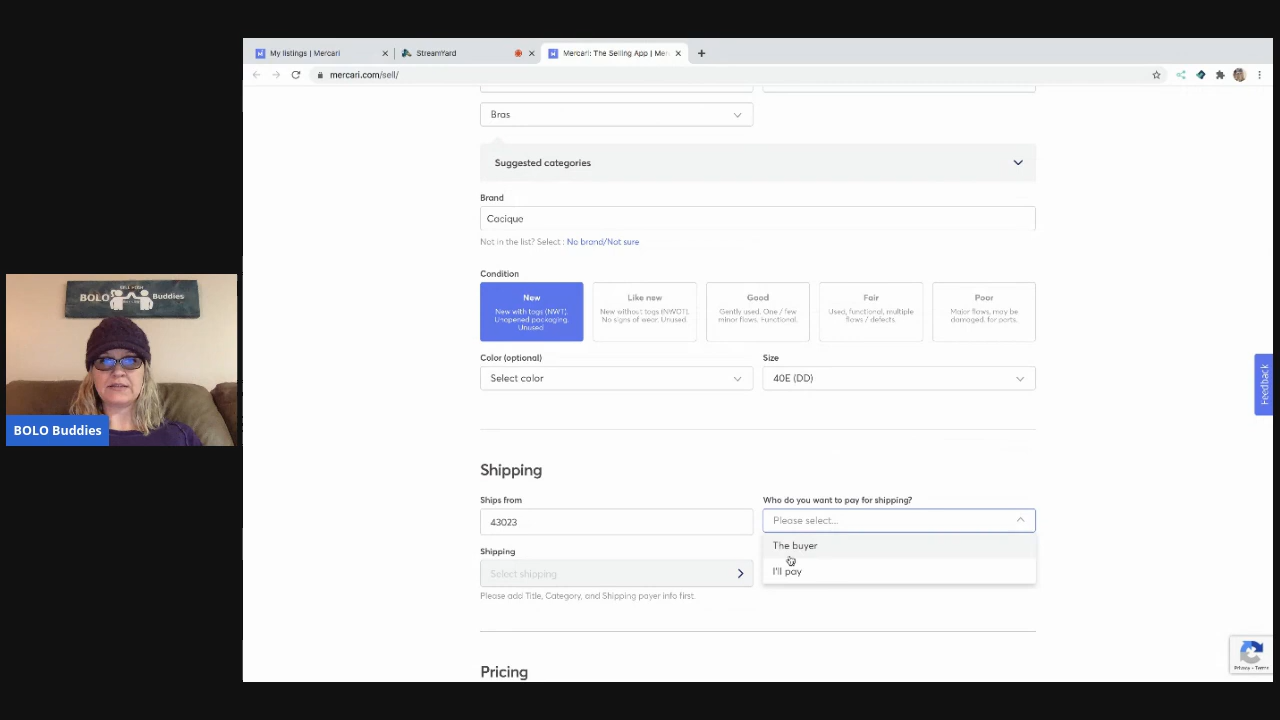 My listings | Mercari
StreamYard
Mercari: The Selling App | Mer
mercari.com/sell/
Bras
Suggested categories
Brand
Cacique
Not in the list? Select : No brand/Not sure
Condition
New
New with tags (NWT). Unopened packaging. Unused
Like new
New without tags (NWOT). No signs of wear. Unused.
Good
Gently used. One / few minor flaws. Functional.
Fair
Used, functional, multiple flaws / defects.
Poor
Major flaws, may be damaged, for parts.
Color (optional)
Select color
Size
40E (DD)
Feedback
Shipping
Ships from
43023
Who do you want to pay for shipping?
Please select...
The buyer
I'll pay
Shipping
Select shipping
Please add Title, Category, and Shipping payer info first.
Pricing
Privacy - Terms
BOLO Buddies
BOLO Buddies